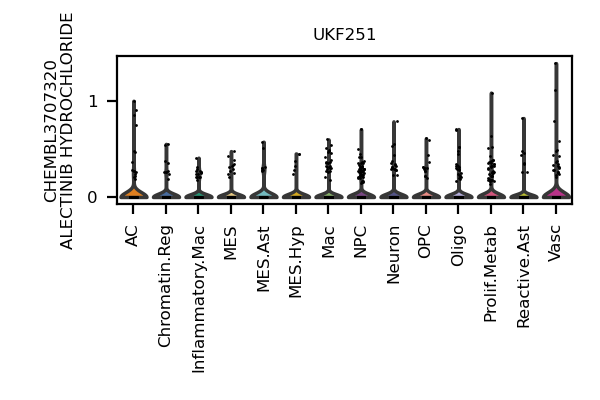 UKF251
CHEMBL3707320
ALECTINIB HYDROCHLORIDE
1
0
AC
Chromatin.Reg
Inflammatory.Mac
MES
MES.Ast
MES.Hyp
Mac
NPC
Neuron
OPC
Oligo
Prolif.Metab
Reactive.Ast
Vasc